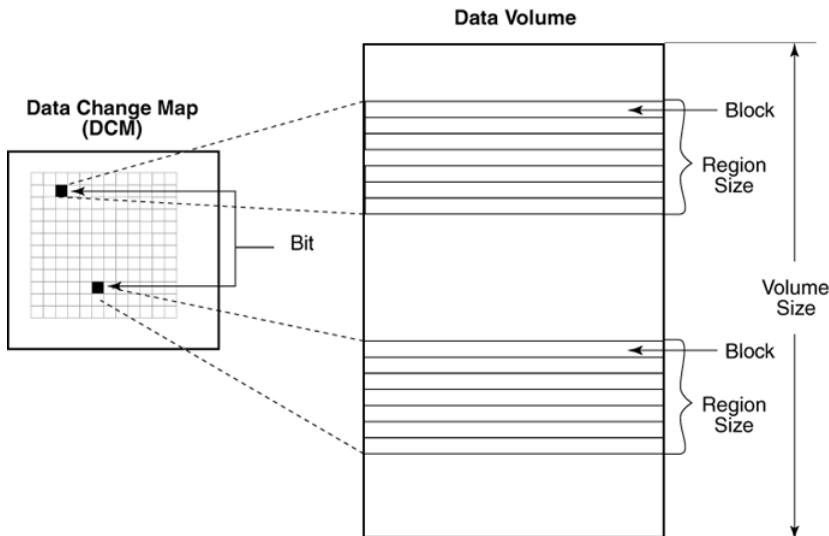 Data Volume
Data Change Map
(DCM)
Block
Region
Size
Bit
Volume
Size
Block
Region
Size